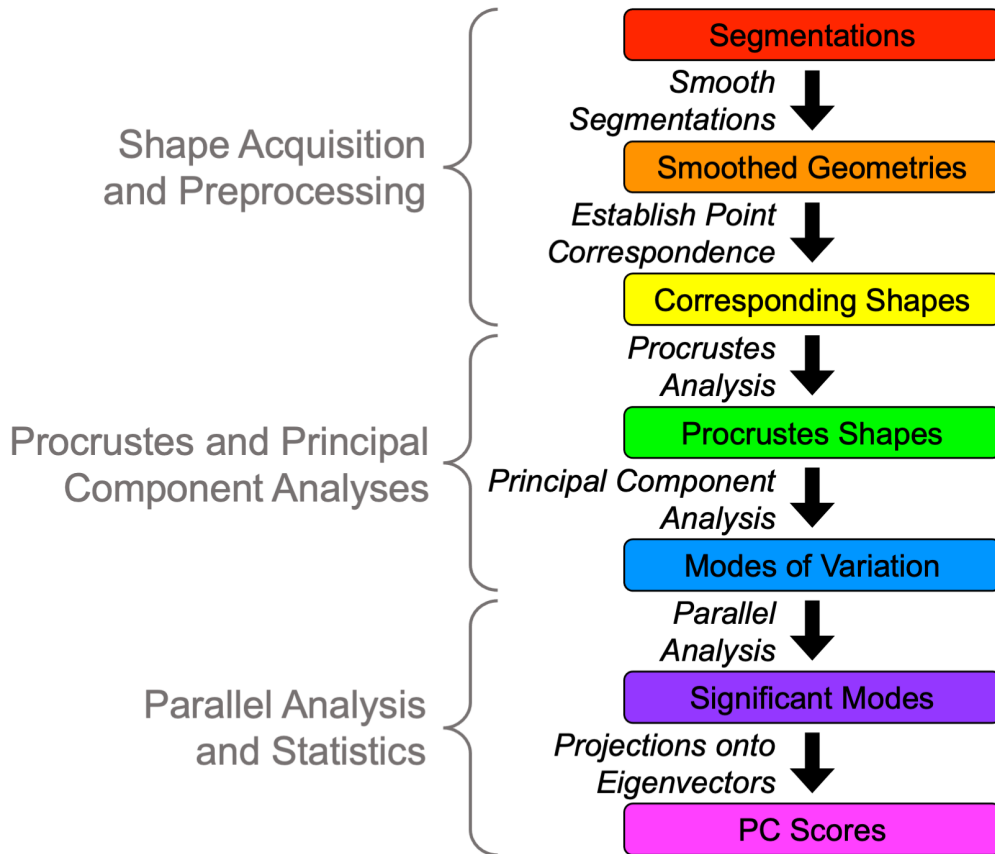 Segmentations
Smooth
Segmentations
Shape Acquisition
and Preprocessing
Smoothed Geometries
Establish Point
Correspondence
Corresponding Shapes
Procrustes
Analysis
Procrustes and Principal
Component Analyses
Procrustes Shapes
Principal Component
Analysis
Modes of Variation
Parallel
Analysis
Parallel Analysis
and Statistics
Significant Modes
Projections onto
Eigenvectors
PC Scores